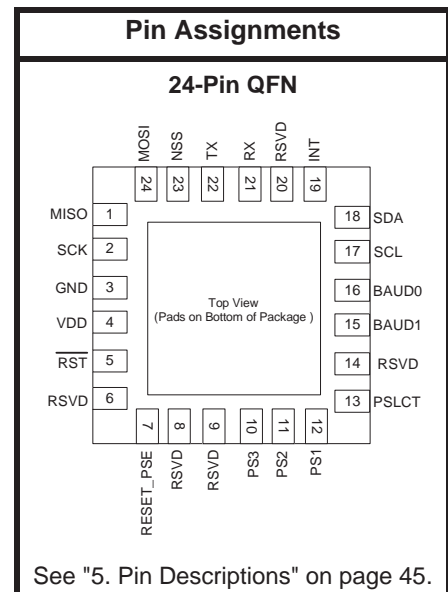 Pin Assignments
24-Pin QFN
MOSI
NSS
TX
RX
RSVD
INT
24
23
22
21
20
19
MISO 1
SCK 2
GND 3
VDD 4
RST 5
RSVD 6
18 SDA
17 SCL
16 BAUD0
15 BAUD1
14 RSVD
13 PSLCT
Top View
(Pads on Bottom of Package )
7
8
9
10
11
12
RESET_PSE
RSVD
RSVD
PS3
PS2
PS1
See "5. Pin Descriptions" on page 45.